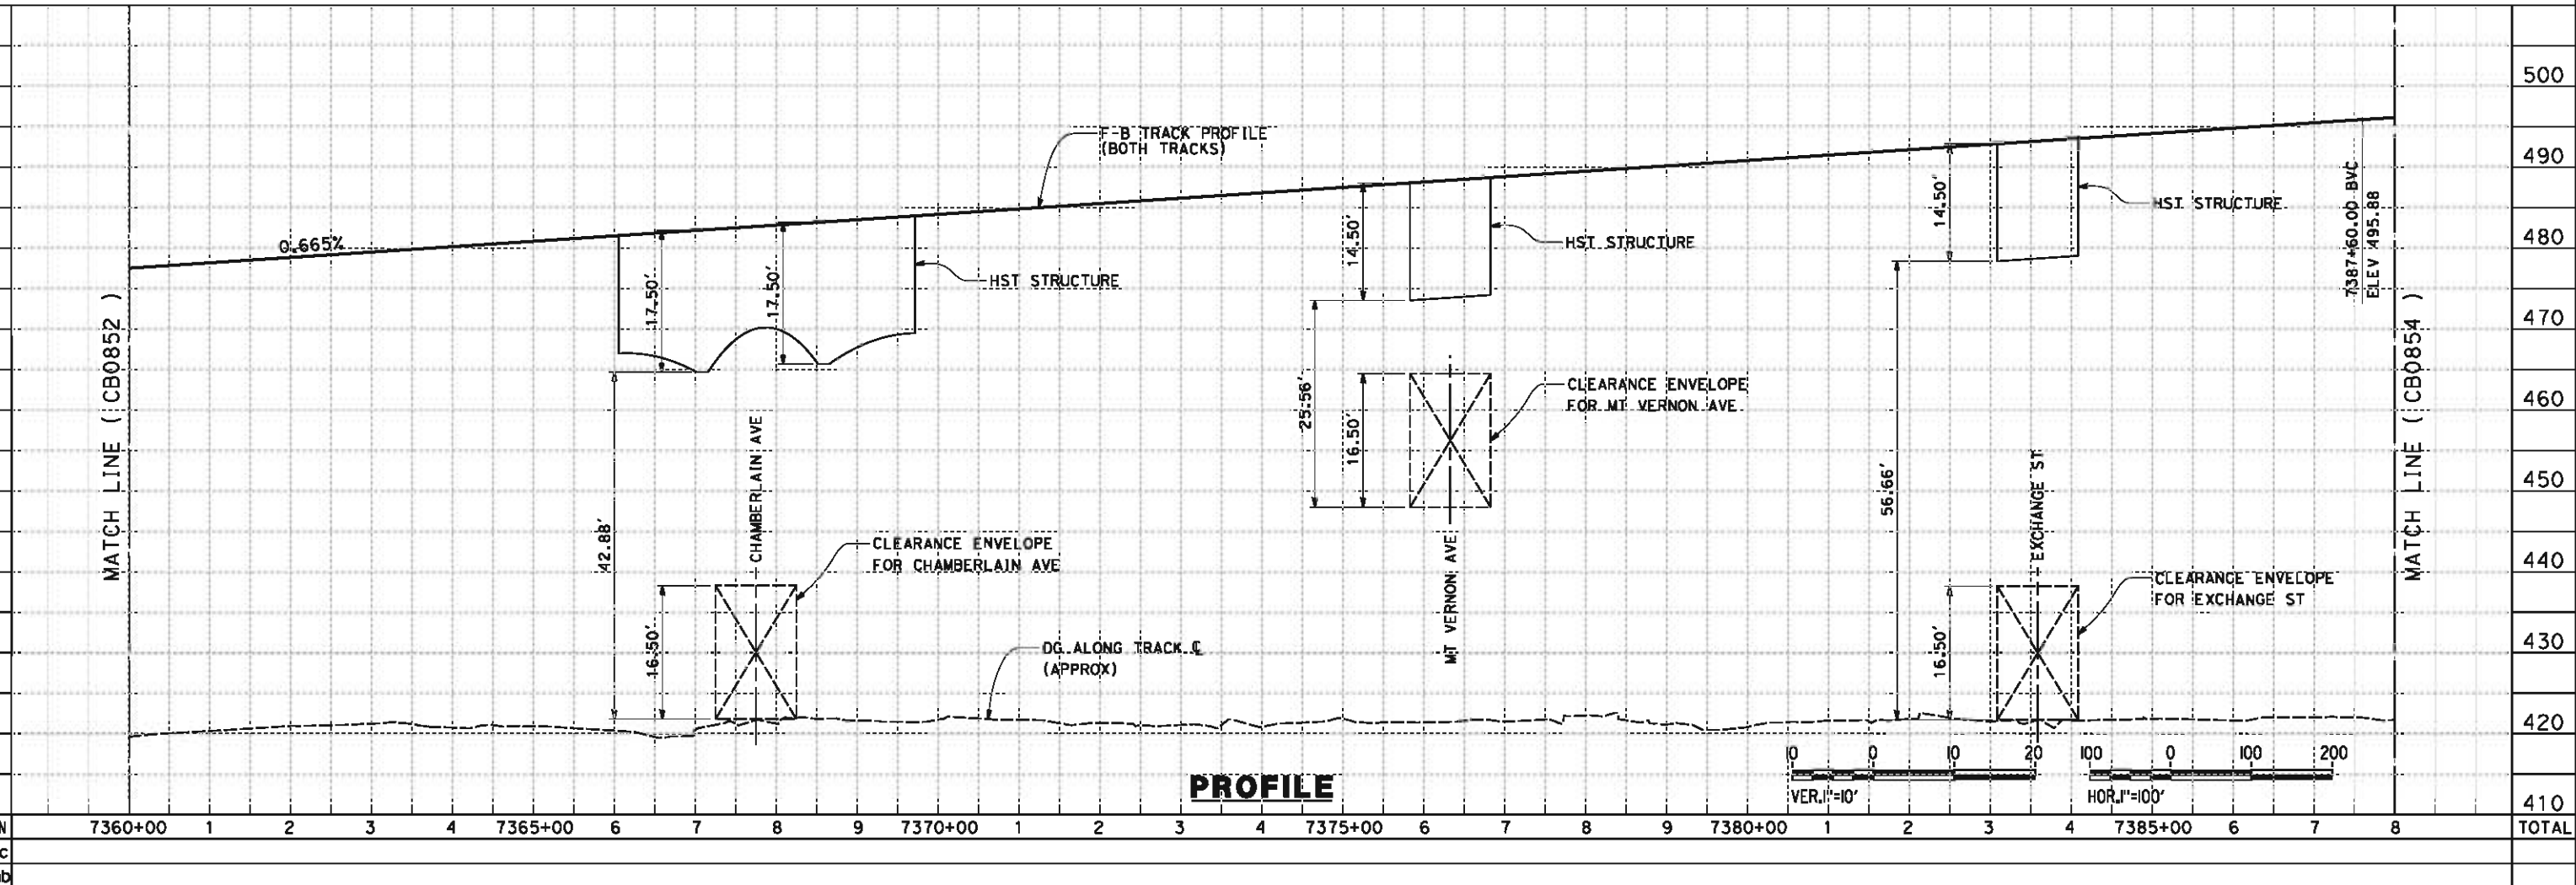 500
490
480
470
460
450
440
430
420
410
F-B TRACK PROFILE
(BOTH TRACKS)
0.665%
17.50'
17.50'
HST STRUCTURE
14.50'
HST STRUCTURE
14.50'
HST STRUCTURE
7387+60.00 BVC
ELEV 495.88
MATCH LINE ( CB0852 )
MATCH LINE ( CB0854 )
42.88'
16.50'
CHAMBERLAIN AVE
CLEARANCE ENVELOPE
FOR CHAMBERLAIN AVE
25.56'
16.50'
MT VERNON AVE
CLEARANCE ENVELOPE
FOR MT VERNON AVE
56.66'
16.50'
EXCHANGE ST
CLEARANCE ENVELOPE
FOR EXCHANGE ST
OG ALONG TRACK ℄
(APPROX)
PROFILE
10 0 10 20
VER.1"=10'
100 0 100 200
HOR.1"=100'
N 7360+00 1 2 3 4 7365+00 6 7 8 9 7370+00 1 2 3 4 7375+00 6 7 8 9 7380+00 1 2 3 4 7385+00 6 7 8 TOTAL
c